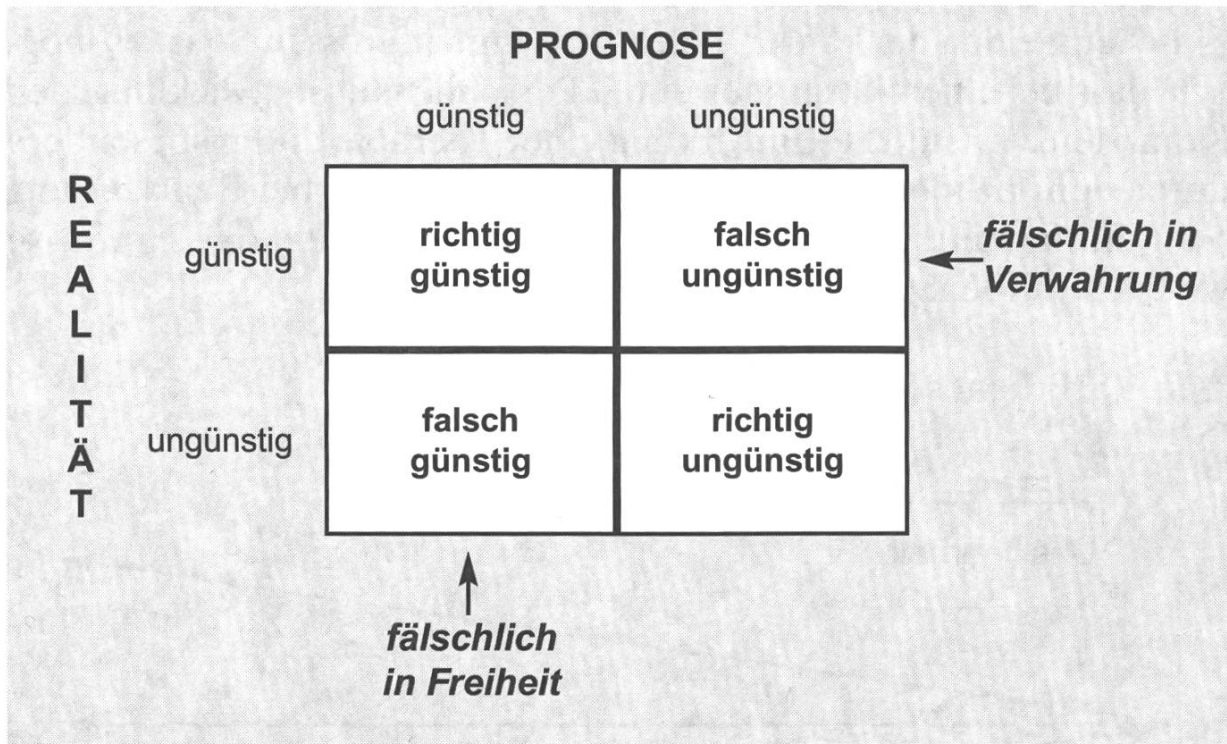 PROGNOSE
günstig ungünstig
REALITÄT
günstig
richtig
günstig
falsch
ungünstig
fälschlich in
Verwahrung
ungünstig
falsch
günstig
richtig
ungünstig
fälschlich
in Freiheit